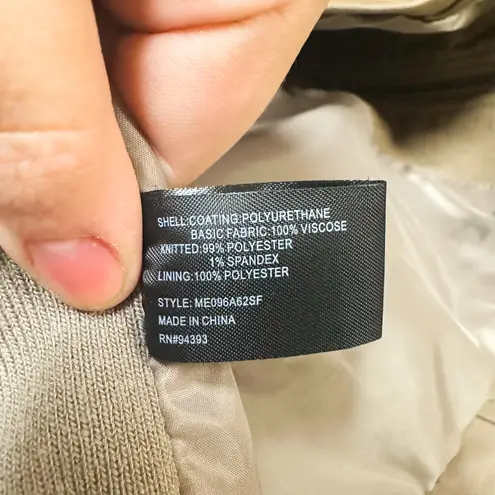 SHELL:COATING:POLYURETHANE
BASIC FABRIC:100% VISCOSE
KNITTED:99% POLYESTER
1% SPANDEX
LINING:100% POLYESTER
STYLE: ME096A62SF
MADE IN CHINA
RN#94393